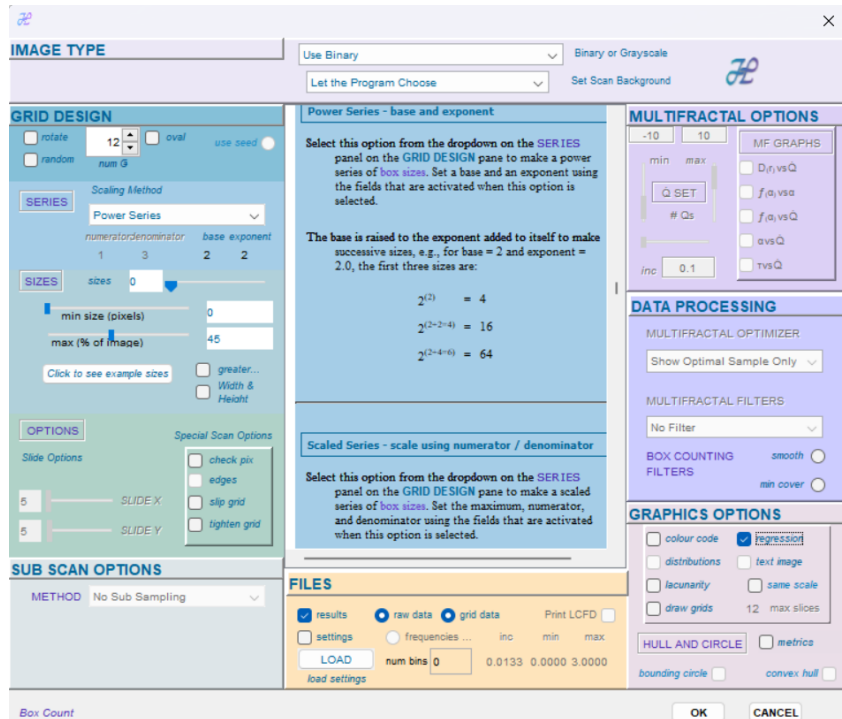 IMAGE TYPE
Use Binary
Binary or Grayscale
Let the Program Choose
Set Scan Background
GRID DESIGN
rotate
12
oval
use seed
random
num G
SERIES
Scaling Method
Power Series
numerator denominator base exponent
1 3 2 2
SIZES
sizes
0
min size (pixels)
0
max (% of Image)
45
Click to see example sizes
greater...
Width &
Height
OPTIONS
Special Scan Options
Slide Options
check pix
edges
5
SLIDE X
slip grid
5
SLIDE Y
tighten grid
SUB SCAN OPTIONS
METHOD
No Sub Sampling
Power Series - base and exponent
Select this option from the dropdown on the SERIES
panel on the GRID DESIGN pane to make a power
series of box sizes. Set a base and an exponent using
the fields that are activated when this option is
selected.
The base is raised to the exponent added to itself to make
successive sizes, e.g., for base = 2 and exponent =
2.0, the first three sizes are:
2(2) = 4
2(2+2=4) = 16
2(2+4=6) = 64
Scaled Series - scale using numerator / denominator
Select this option from the dropdown on the SERIES
panel on the GRID DESIGN pane to make a scaled
series of box sizes. Set the maximum, numerator,
and denominator using the fields that are activated
when this option is selected.
FILES
results
raw data
grid data
Print LCFD
settings
frequencies ...
inc min max
LOAD
num bins 0
0.0133 0.0000 3.0000
load settings
MULTIFRACTAL OPTIONS
-10
10
MF GRAPHS
min max
D(r) vs Q
Q SET
f(α) vs α
# Qs
f(α) vs Q
α vs Q
inc
0.1
τ vs Q
DATA PROCESSING
MULTIFRACTAL OPTIMIZER
Show Optimal Sample Only
MULTIFRACTAL FILTERS
No Filter
BOX COUNTING
FILTERS
smooth
min cover
GRAPHICS OPTIONS
colour code
regression
distributions
text image
lacunarity
same scale
draw grids
12 max slices
HULL AND CIRCLE
metrics
bounding circle
convex hull
Box Count
OK
CANCEL